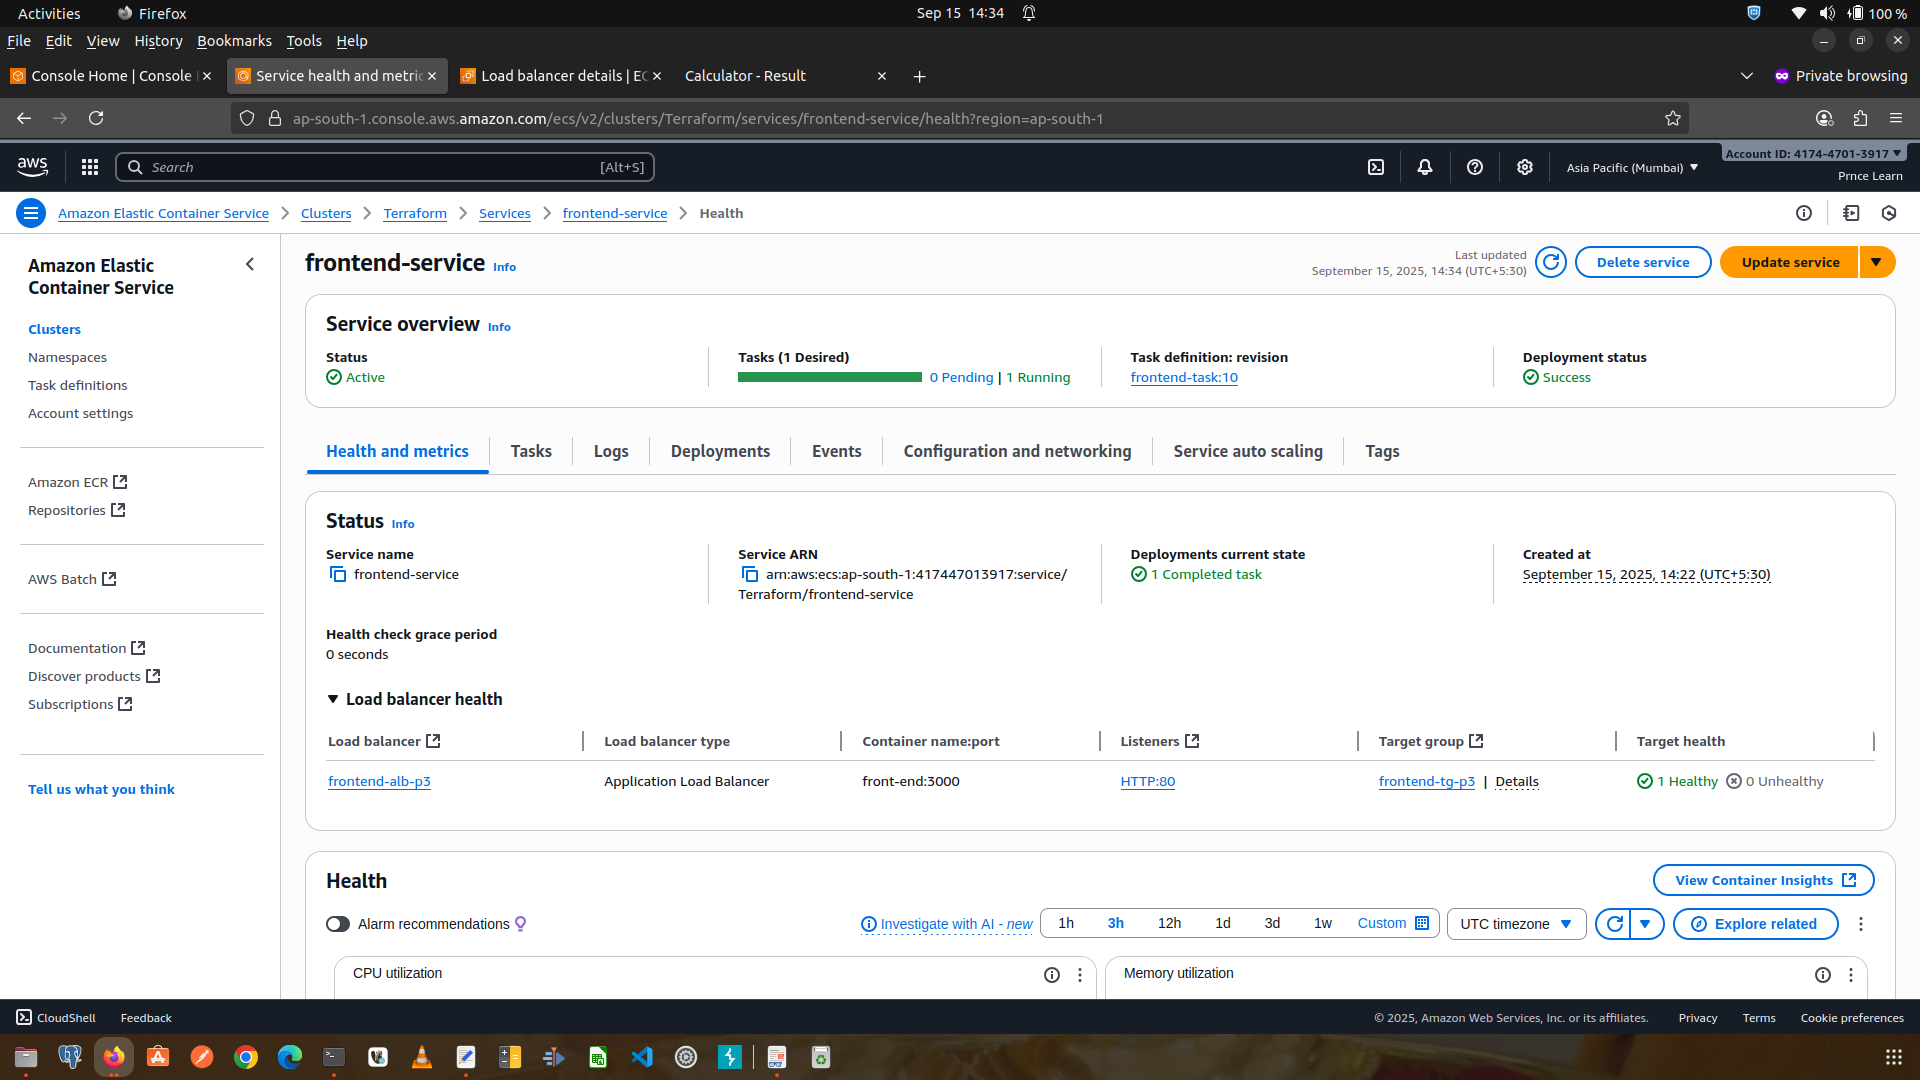 Activities
Firefox
Sep 15 14:34
100 %
File Edit View History Bookmarks Tools Help
Console Home | Console
Service health and metric
Load balancer details | EC
Calculator - Result
Private browsing
ap-south-1.console.aws.amazon.com/ecs/v2/clusters/Terraform/services/frontend-service/health?region=ap-south-1
aws
Search
[Alt+S]
Asia Pacific (Mumbai)
Account ID: 4174-4701-3917
Prnce Learn
Amazon Elastic Container Service
Clusters
Terraform
Services
frontend-service
Health
Amazon Elastic
Container Service
Clusters
Namespaces
Task definitions
Account settings
Amazon ECR
Repositories
AWS Batch
Documentation
Discover products
Subscriptions
Tell us what you think
frontend-service Info
Last updated
September 15, 2025, 14:34 (UTC+5:30)
Delete service
Update service
Service overview Info
Status
Active
Tasks (1 Desired)
0 Pending | 1 Running
Task definition: revision
frontend-task:10
Deployment status
Success
Health and metrics
Tasks
Logs
Deployments
Events
Configuration and networking
Service auto scaling
Tags
Status Info
Service name
frontend-service
Service ARN
arn:aws:ecs:ap-south-1:417447013917:service/
Terraform/frontend-service
Deployments current state
1 Completed task
Created at
September 15, 2025, 14:22 (UTC+5:30)
Health check grace period
0 seconds
Load balancer health
Load balancer
Load balancer type
Container name:port
Listeners
Target group
Target health
frontend-alb-p3
Application Load Balancer
front-end:3000
HTTP:80
frontend-tg-p3 | Details
1 Healthy
0 Unhealthy
Health
View Container Insights
Alarm recommendations
Investigate with AI - new
1h 3h 12h 1d 3d 1w Custom
UTC timezone
Explore related
CPU utilization
Memory utilization
CloudShell
Feedback
© 2025, Amazon Web Services, Inc. or its affiliates.
Privacy
Terms
Cookie preferences